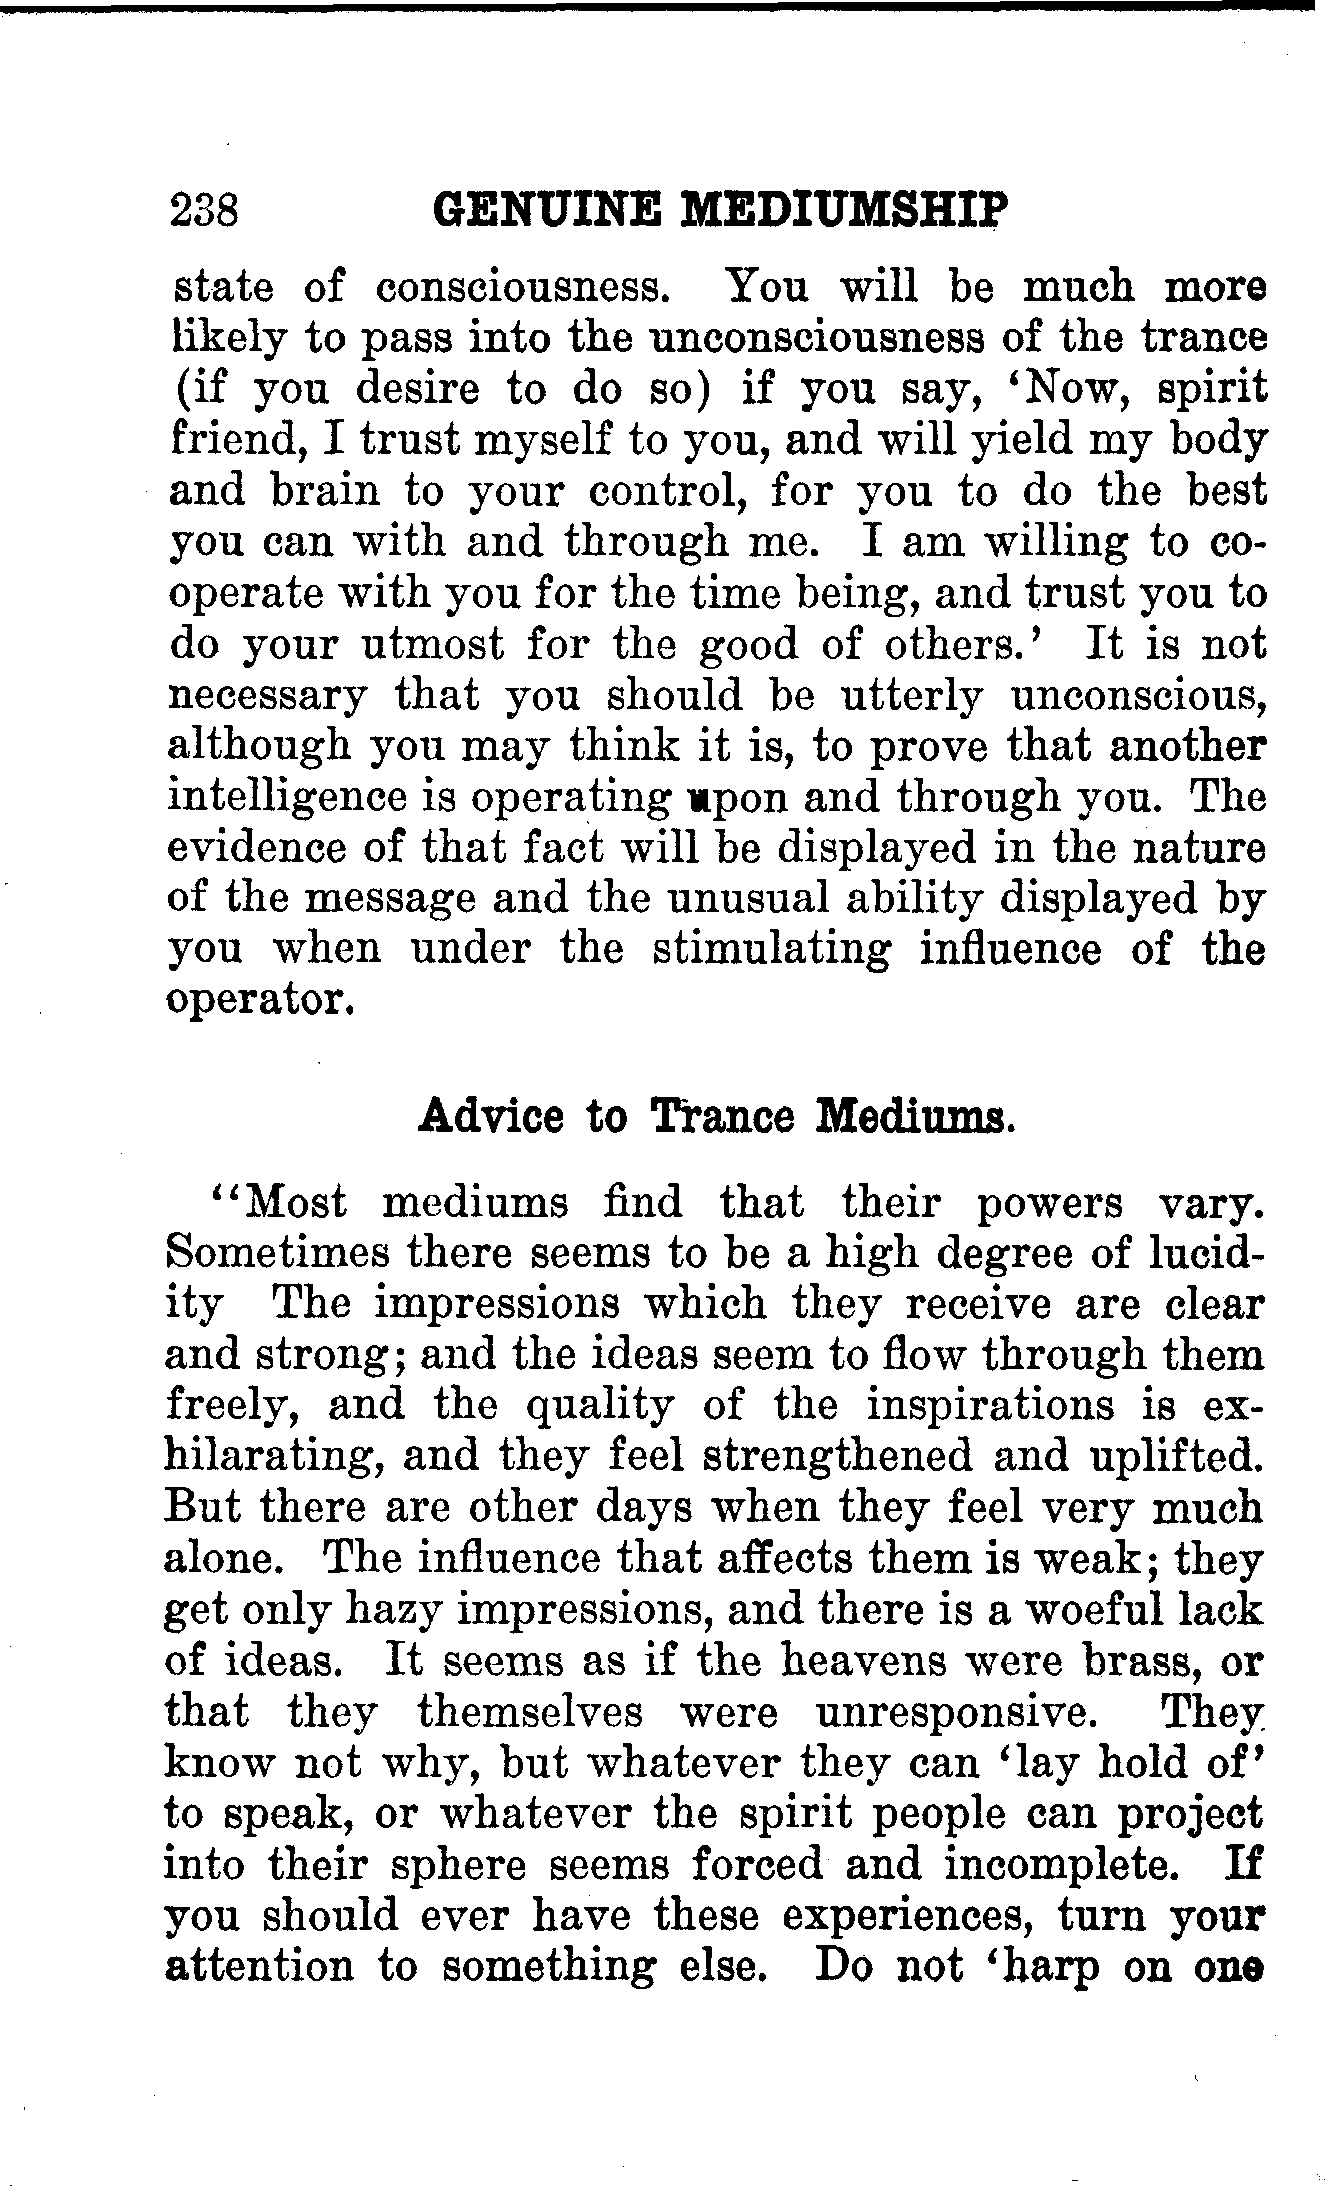 238 GENUINE MEDIUMSHIP
state of consciousness. You will be much more
likely to pass into the unconsciousness of the trance
(if you desire to do so) if you say, 'Now, spirit
friend, I trust myself to you, and will yield my body
and brain to your control, for you to do the best
you can with and through me. I am willing to co-
operate with you for the time being, and trust you to
do your utmost for the good of others.' It is not
necessary that you should be utterly unconscious,
although you may think it is, to prove that another
intelligence is operating upon and through you. The
evidence of that fact will be displayed in the nature
of the message and the unusual ability displayed by
you when under the stimulating influence of the
operator.
Advice to Trance Mediums.
"Most mediums find that their powers vary.
Sometimes there seems to be a high degree of lucid-
ity The impressions which they receive are clear
and strong; and the ideas seem to flow through them
freely, and the quality of the inspirations is ex-
hilarating, and they feel strengthened and uplifted.
But there are other days when they feel very much
alone. The influence that affects them is weak; they
get only hazy impressions, and there is a woeful lack
of ideas. It seems as if the heavens were brass, or
that they themselves were unresponsive. They
know not why, but whatever they can 'lay hold of'
to speak, or whatever the spirit people can project
into their sphere seems forced and incomplete. If
you should ever have these experiences, turn your
attention to something else. Do not 'harp on one